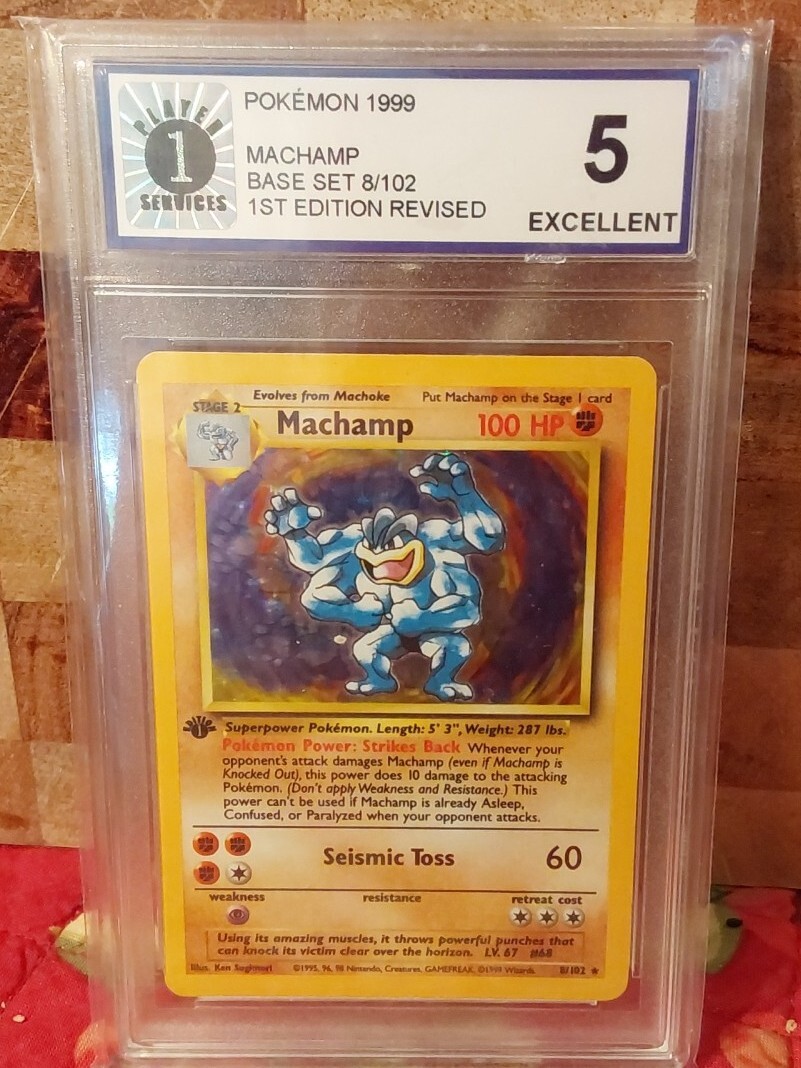 PLAYER
1
SERVICES
POKÉMON 1999
MACHAMP
BASE SET 8/102
1ST EDITION REVISED
5
EXCELLENT
Evolves from Machoke
Put Machamp on the Stage 1 card
STAGE 2
Machamp
100 HP
EDITION
1
Superpower Pokémon. Length: 5' 3", Weight: 287 lbs.
Pokémon Power: Strikes Back Whenever your
opponent's attack damages Machamp (even if Machamp is
Knocked Out), this power does 10 damage to the attacking
Pokémon. (Don't apply Weakness and Resistance.) This
power can't be used if Machamp is already Asleep,
Confused, or Paralyzed when your opponent attacks.
Seismic Toss
60
weakness
resistance
retreat cost
Using its amazing muscles, it throws powerful punches that
can knock its victim clear over the horizon. LV. 67 #68
Illus. Ken Sugimori
©1995, 96, 98 Nintendo, Creatures, GAMEFREAK. ©1999 Wizards.
8/102 ★